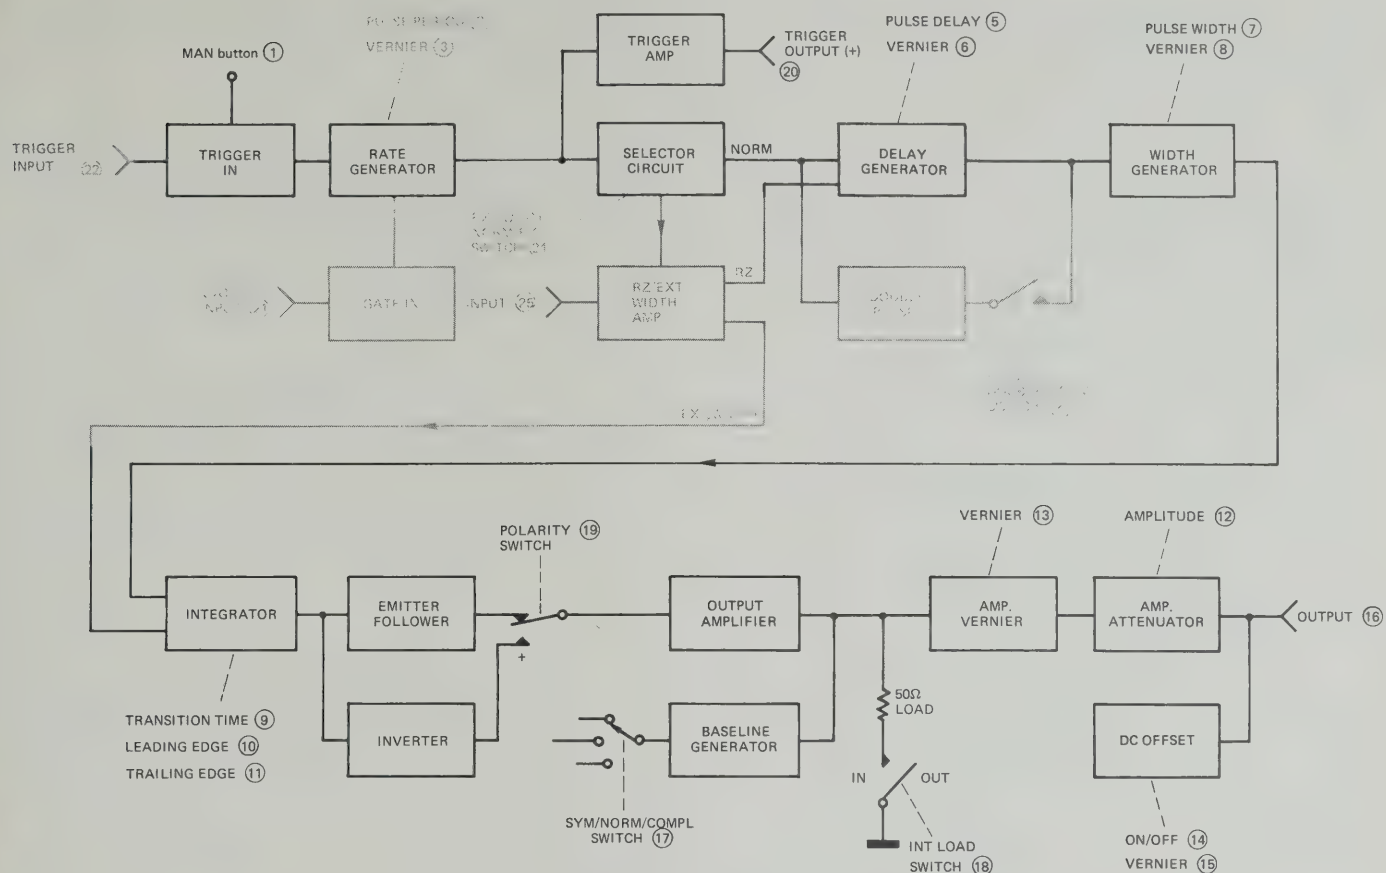 MAN button ①
VERNIER ③
TRIGGER
AMP
TRIGGER
OUTPUT (+)
⑳
PULSE DELAY ⑤
VERNIER ⑥
PULSE WIDTH ⑦
VERNIER ⑧
TRIGGER
INPUT ㉒
TRIGGER
IN
RATE
GENERATOR
SELECTOR
CIRCUIT
NORM
DELAY
GENERATOR
WIDTH
GENERATOR
GATE IN
INPUT ㉕
RZ/EXT
WIDTH
AMP
RZ
POLARITY ⑲
SWITCH
VERNIER ⑬
AMPLITUDE ⑫
INTEGRATOR
EMITTER
FOLLOWER
+
OUTPUT
AMPLIFIER
AMP.
VERNIER
AMP.
ATTENUATOR
OUTPUT ⑯
TRANSITION TIME ⑨
LEADING EDGE ⑩
TRAILING EDGE ⑪
INVERTER
BASELINE
GENERATOR
50Ω
LOAD
DC OFFSET
IN
OUT
SYM/NORM/COMPL
SWITCH ⑰
INT LOAD
SWITCH ⑱
ON/OFF ⑭
VERNIER ⑮